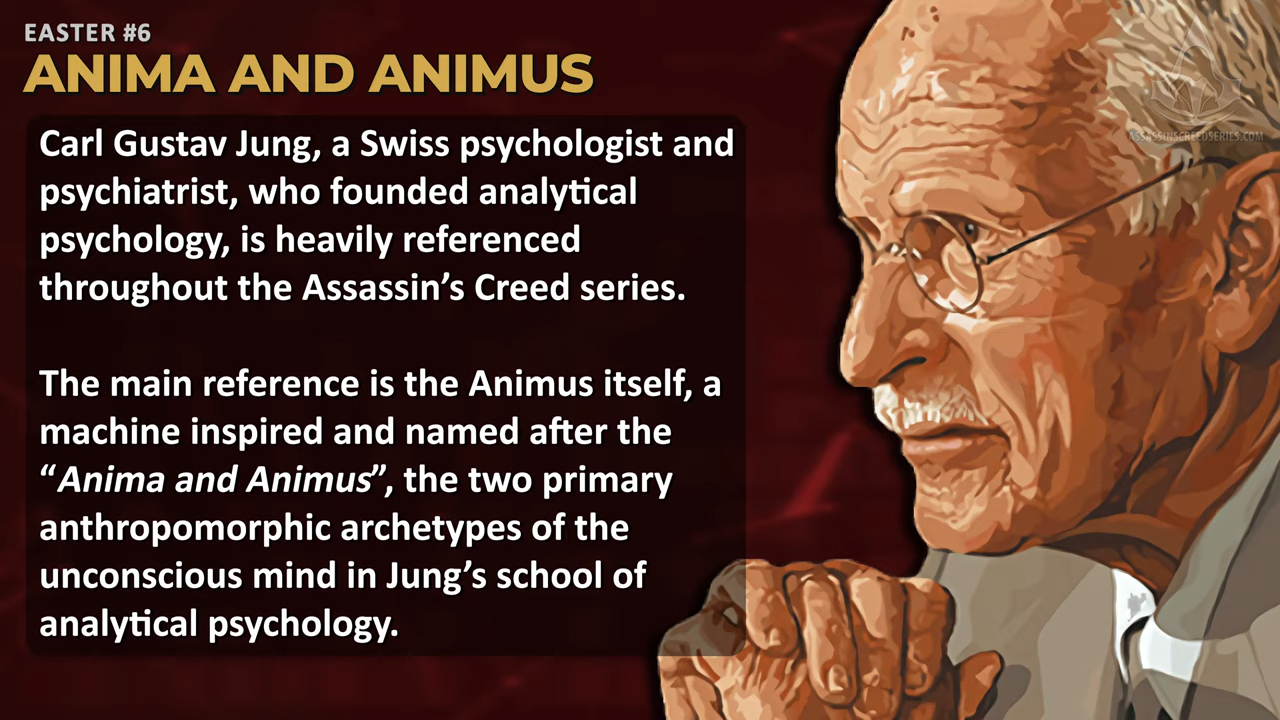 EASTER #6
ANIMA AND ANIMUS
Carl Gustav Jung, a Swiss psychologist and
psychiatrist, who founded analytical
psychology, is heavily referenced
throughout the Assassin’s Creed series.
The main reference is the Animus itself, a
machine inspired and named after the
“Anima and Animus”, the two primary
anthropomorphic archetypes of the
unconscious mind in Jung’s school of
analytical psychology.
ASSASSINSCREEDSERIES.COM